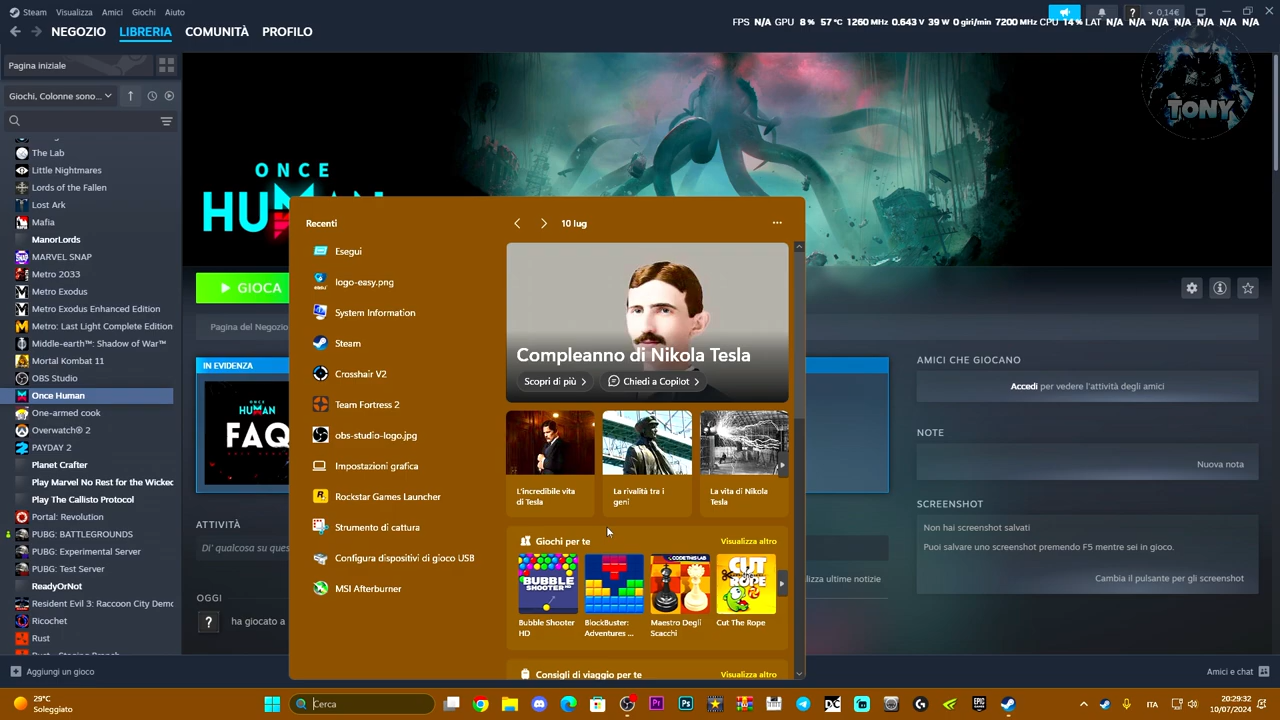 Steam Visualizza Amici Giochi Aiuto
0,14€
FPS N/A GPU 8 % 57 °C 1260 MHz 0.643 V 39 W 0 giri/min 7200 MHz CPU 14 % LAT N/A N/A N/A N/A N/A N/A
NEGOZIO LIBRERIA COMUNITÀ PROFILO
Pagina iniziale
Giochi, Colonne sono...
TONY
The Lab
Little Nightmares
Lords of the Fallen
Lost Ark
Mafia
ManorLords
MARVEL SNAP
Metro 2033
Metro Exodus
Metro Exodus Enhanced Edition
Metro: Last Light Complete Edition
Middle-earth™: Shadow of War™
Mortal Kombat 11
OBS Studio
Once Human
One-armed cook
Overwatch® 2
PAYDAY 2
Planet Crafter
Play Marvel No Rest for the Wicked
Play The Callisto Protocol
Portal: Revolution
PUBG: BATTLEGROUNDS
PUBG: Experimental Server
PUBG: Test Server
ReadyOrNot
Resident Evil 3: Raccoon City Demo
Ricochet
Rust
Aggiungi un gioco
ONCE
HU
GIOCA
Pagina del Negozio
IN EVIDENZA
ONCE
HUMAN
FAQ
ATTIVITÀ
Di' qualcosa su ques
OGGI
?
ha giocato a
Recenti
Esegui
logo-easy.png
System Information
Steam
Crosshair V2
Team Fortress 2
obs-studio-logo.jpg
Impostazioni grafica
Rockstar Games Launcher
Strumento di cattura
Configura dispositivi di gioco USB
MSI Afterburner
10 lug
Compleanno di Nikola Tesla
Scopri di più
Chiedi a Copilot
L'incredibile vita
di Tesla
La rivalità tra i
geni
La vita di Nikola
Tesla
Giochi per te
Visualizza altro
BUBBLE
SHOOTER
CODETHISLAB
CUT
ROPE
Bubble Shooter
HD
BlockBuster:
Adventures ...
Maestro Degli
Scacchi
Cut The Rope
Consigli di viaggio per te
Visualizza altro
lizza ultime notizie
AMICI CHE GIOCANO
Accedi per vedere l'attività degli amici
NOTE
Nuova nota
SCREENSHOT
Non hai screenshot salvati
Puoi salvare uno screenshot premendo F5 mentre sei in gioco.
Cambia il pulsante per gli screenshot
Amici e chat
29°C
Soleggiato
Cerca
ITA
20:29:32
10/07/2024